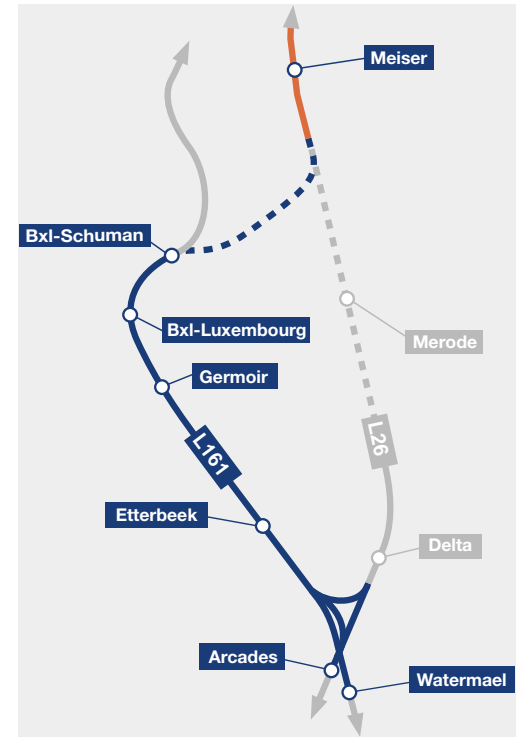 Meiser
Bxl-Schuman
Bxl-Luxembourg
Merode
Germoir
L161
L26
Etterbeek
Delta
Arcades
Watermael